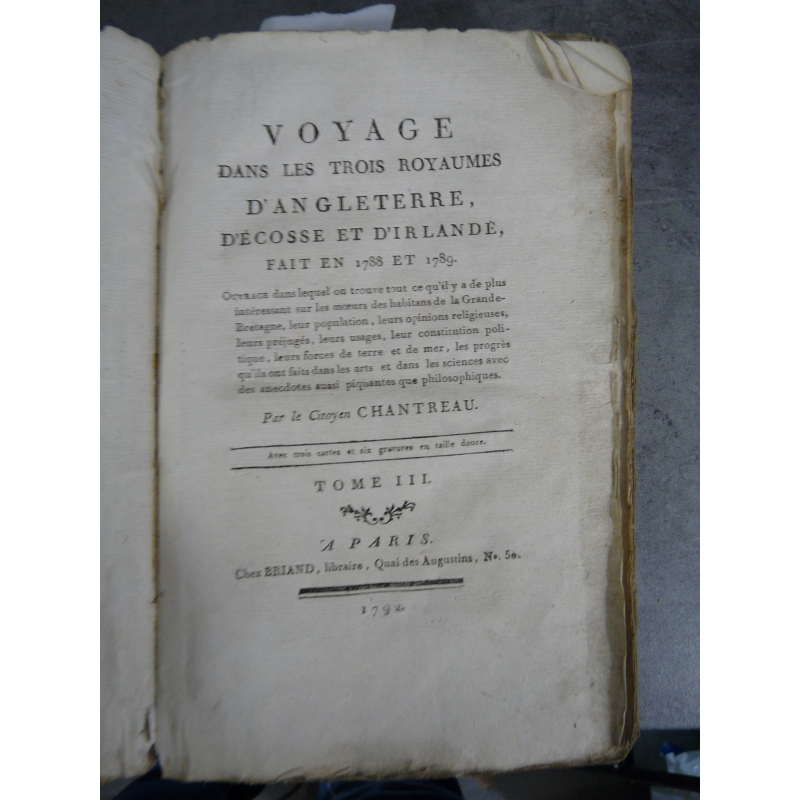 VOYAGE
DANS LES TROIS ROYAUMES
D'ANGLETERRE,
D'ÉCOSSE ET D'IRLANDE,
FAIT EN 1788 ET 1789.
OUVRAGE dans lequel on trouve tout ce qu'il y a de plus
intéressant sur les mœurs des habitans de la Grande-
Bretagne, leur population, leurs opinions religieuses,
leurs préjugés, leurs usages, leur constitution poli-
tique, leurs forces de terre et de mer, les progrès
qu'ils ont faits dans les arts et dans les sciences avec
des anecdotes aussi piquantes que philosophiques.
Par le Citoyen CHANTREAU.
Avec trois cartes et six gravures en taille douce.
TOME III.
A PARIS.
Chez BRIAND, libraire, Quai des Augustins, No. 50.
1792.